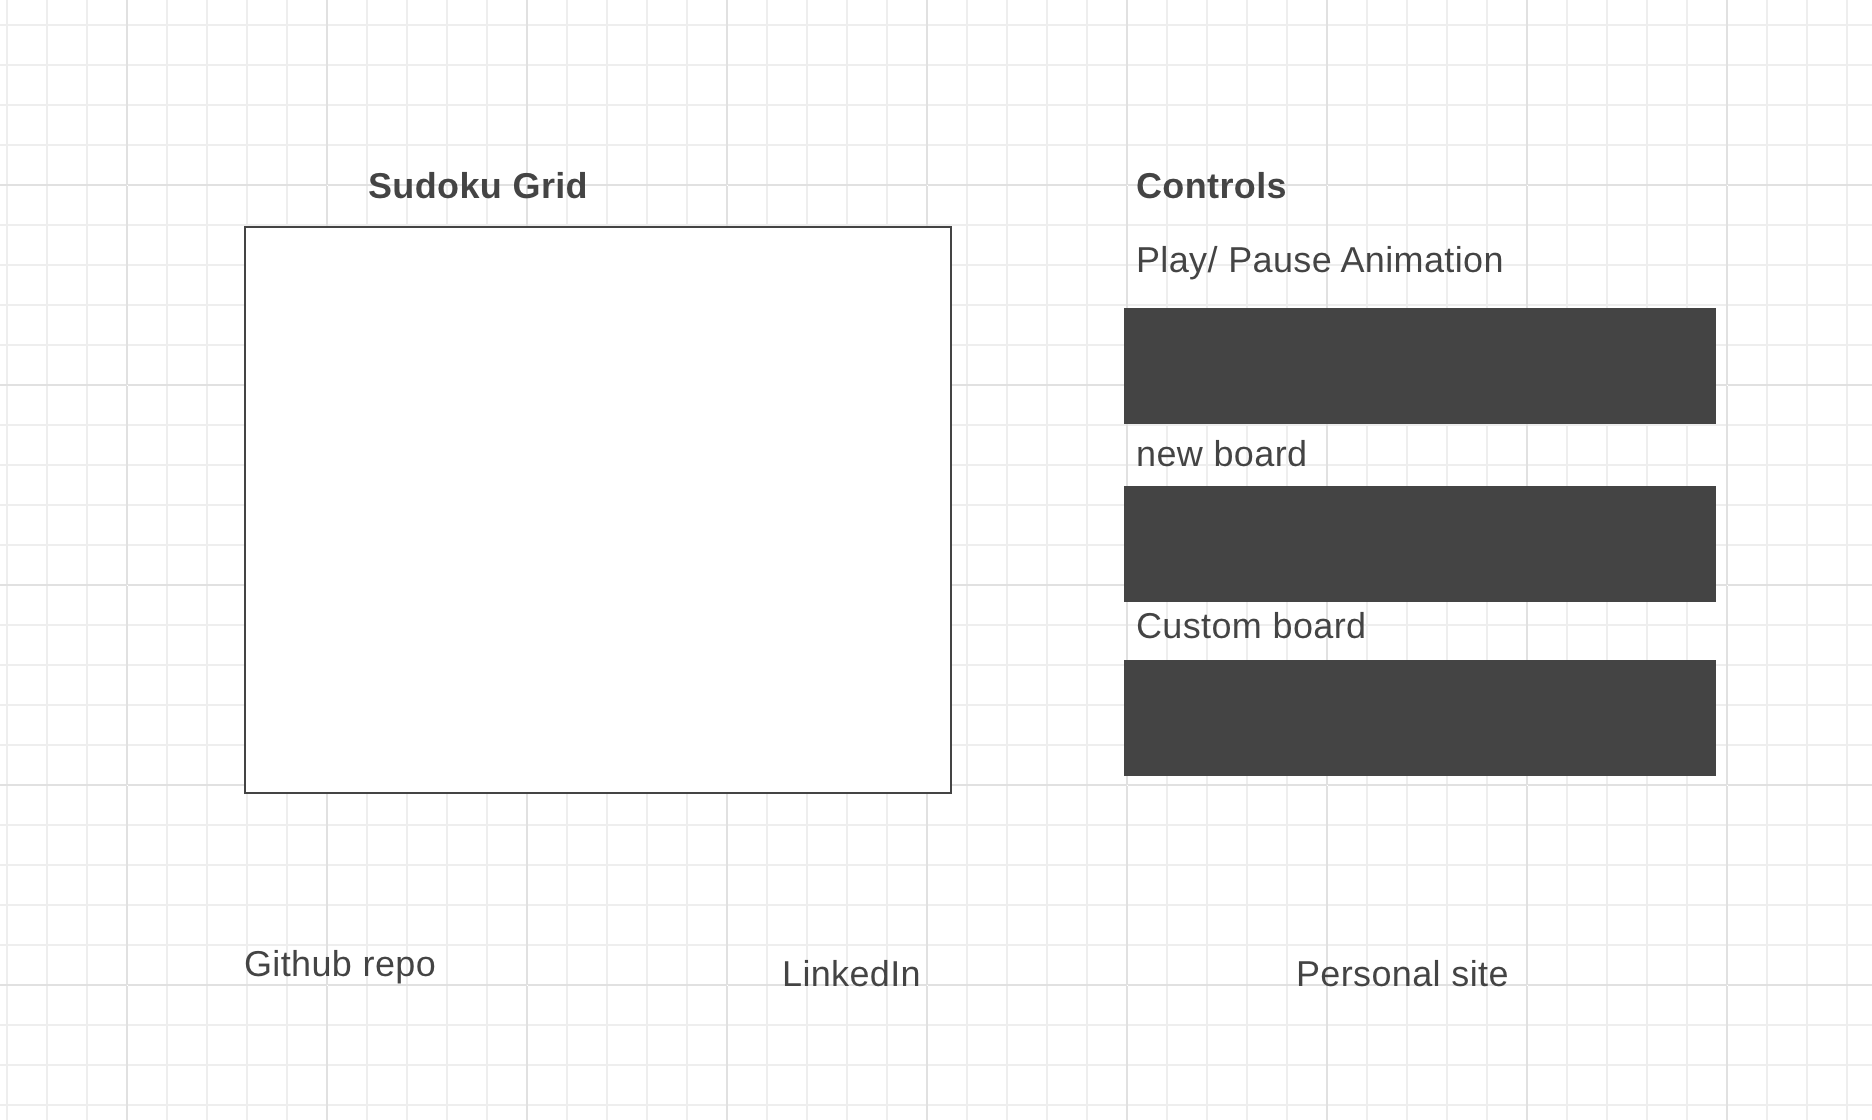 Sudoku Grid
Controls
Play/ Pause Animation
new board
Custom board
Github repo
LinkedIn
Personal site